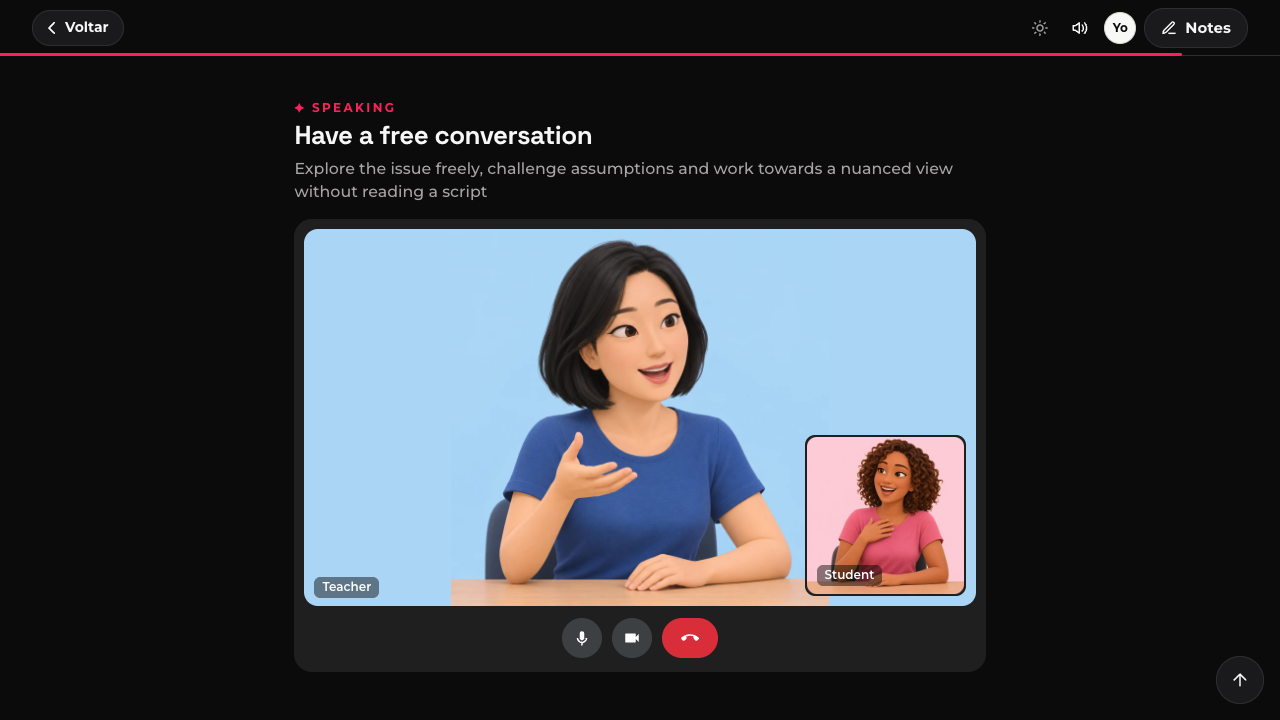 Voltar
Yo
Notes
SPEAKING
Have a free conversation
Explore the issue freely, challenge assumptions and work towards a nuanced view
without reading a script
Teacher
Student